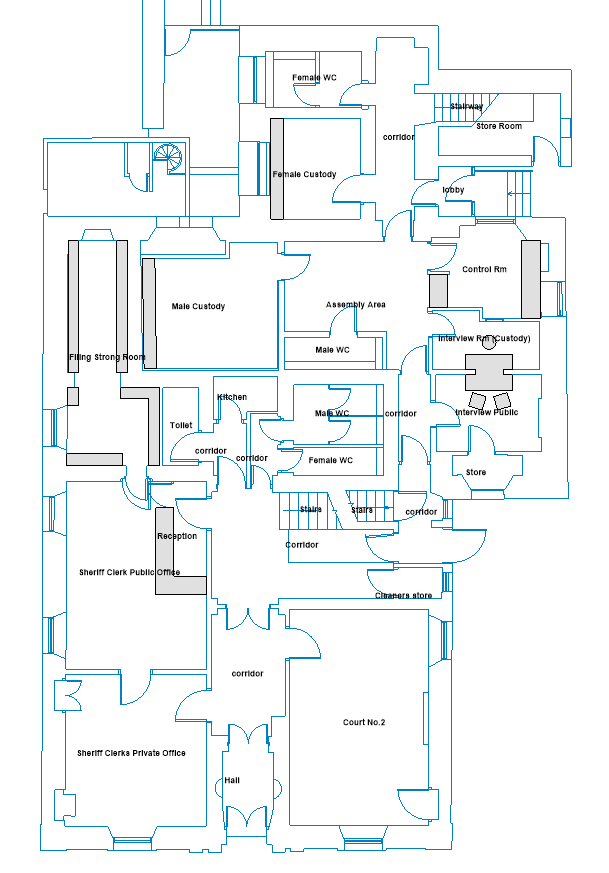 Female WC
Stairway
Store Room
corridor
Female Custody
lobby
Control Rm
Male Custody
Assembly Area
Interview Rm (Custody)
Male WC
Filing Strong Room
Kitchen
Male WC
corridor
Interview Public
Toilet
corridor
corridor
Female WC
Store
Stairs
Stairs
corridor
Reception
Corridor
Sheriff Clerk Public Office
Cleaners store
corridor
Court No.2
Sheriff Clerks Private Office
Hall